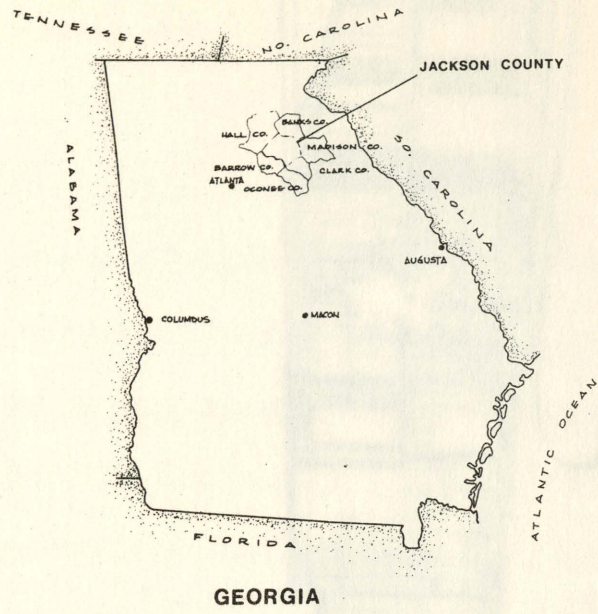 TENNESSEE
NO. CAROLINA
JACKSON COUNTY
BANKS CO.
HALL CO.
MADISON CO.
SO. CAROLINA
ALABAMA
BARROW CO.
CLARK CO.
ATLANTA
OCONEE CO.
AUGUSTA
COLUMBUS
MACON
ATLANTIC OCEAN
FLORIDA
GEORGIA